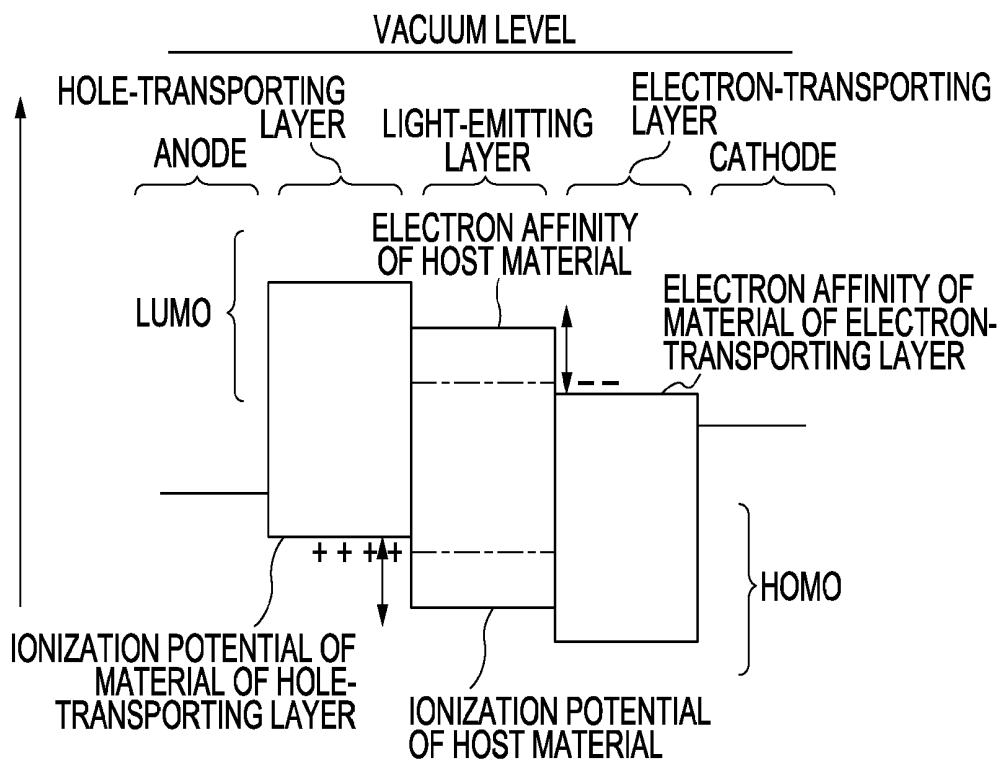 VACUUM LEVEL
HOLE-TRANSPORTING
LAYER
ELECTRON-TRANSPORTING
LAYER
LIGHT-EMITTING
LAYER
ANODE
CATHODE
ELECTRON AFFINITY
OF HOST MATERIAL
LUMO
ELECTRON AFFINITY OF
MATERIAL OF ELECTRON-
TRANSPORTING LAYER
– –
+ + + +
HOMO
IONIZATION POTENTIAL OF
MATERIAL OF HOLE-
TRANSPORTING LAYER
IONIZATION POTENTIAL
OF HOST MATERIAL